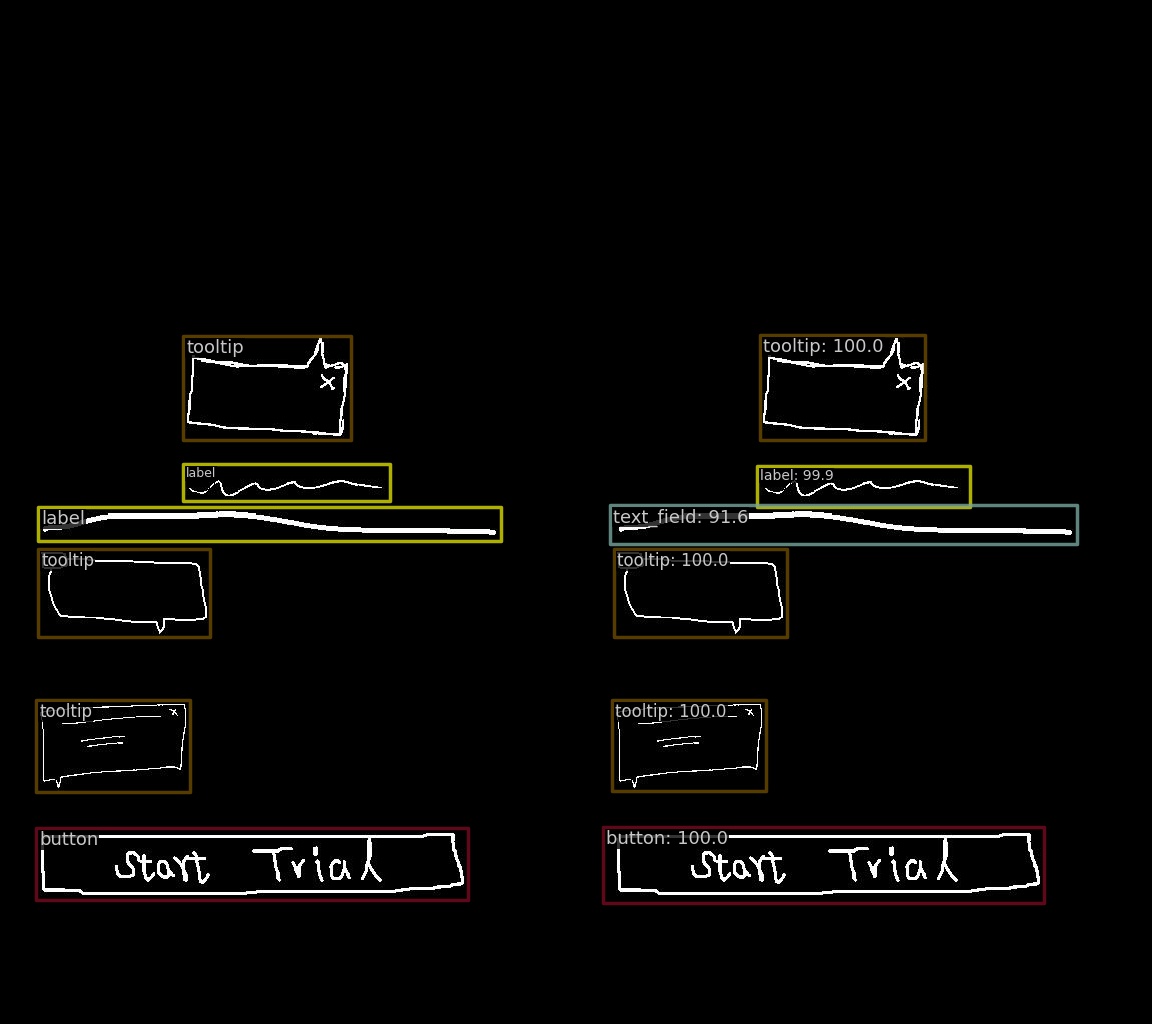 tooltip tooltip: 100.0
x x
label label: 99.9
label text_field: 91.6
tooltip tooltip: 100.0
tooltip tooltip: 100.0
x x
button button: 100.0
Start Trial Start Trial